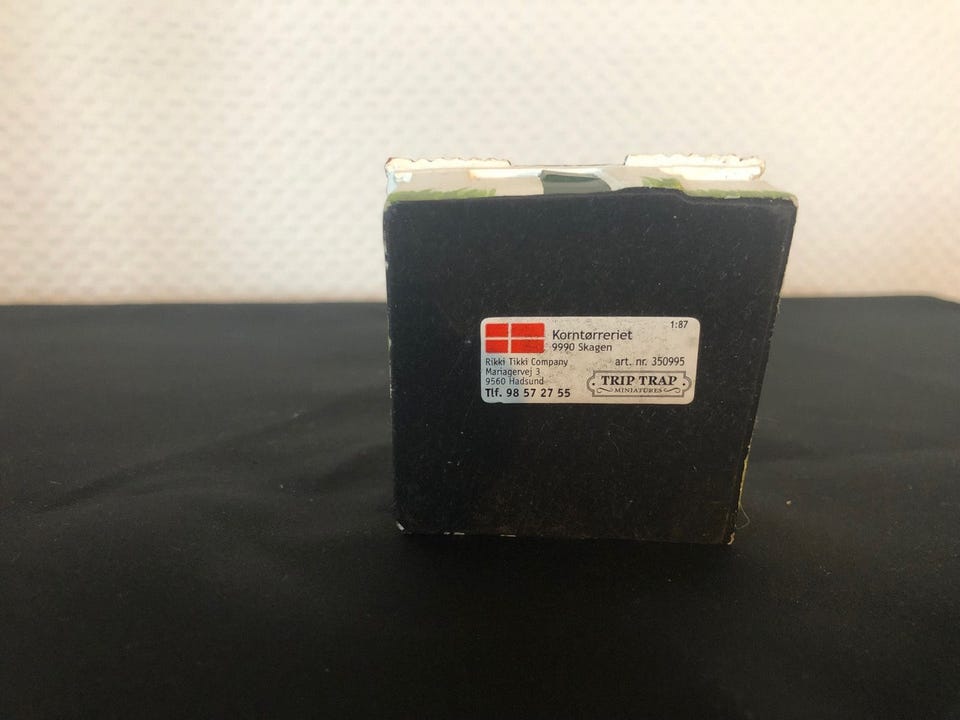 1:87
Korntørreriet
9990 Skagen
Rikki Tikki Company
art. nr. 350995
Mariagervej 3
9560 Hadsund
Tlf. 98 57 27 55
TRIP TRAP
MINIATURES